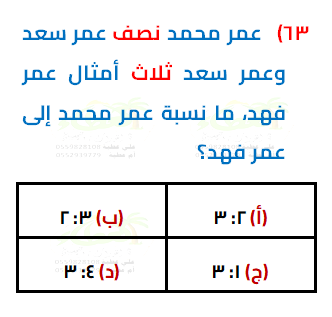 ٦٣) عمر محمد نصف عمر سعد
وعمر سعد ثلاث أمثال عمر
فهد، ما نسبة عمر محمد إلى
عمر فهد؟
(أ) ٢: ٣
(ب) ٣: ٢
(ج) ١: ٣
(د) ٤: ٣